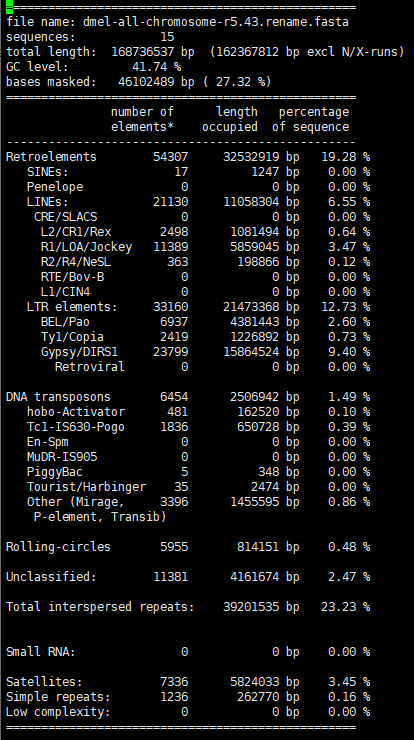 ==================================================
file name: dmel-all-chromosome-r5.43.rename.fasta
sequences:            15
total length:  168736537 bp  (162367812 bp excl N/X-runs)
GC level:         41.74 %
bases masked:   46102489 bp ( 27.32 %)
==================================================
               number of      length   percentage
               elements*    occupied  of sequence
--------------------------------------------------
Retroelements        54307     32532919 bp   19.28 %
   SINEs:               17         1247 bp    0.00 %
   Penelope              0            0 bp    0.00 %
   LINEs:            21130     11058304 bp    6.55 %
    CRE/SLACS            0            0 bp    0.00 %
     L2/CR1/Rex       2498      1081494 bp    0.64 %
     R1/LOA/Jockey   11389      5859045 bp    3.47 %
     R2/R4/NeSL        363       198866 bp    0.12 %
     RTE/Bov-B           0            0 bp    0.00 %
     L1/CIN4             0            0 bp    0.00 %
   LTR elements:     33160     21473368 bp   12.73 %
     BEL/Pao          6937      4381443 bp    2.60 %
     Ty1/Copia        2419      1226892 bp    0.73 %
     Gypsy/DIRS1     23799     15864524 bp    9.40 %
       Retroviral        0            0 bp    0.00 %
DNA transposons       6454      2506942 bp    1.49 %
   hobo-Activator      481       162520 bp    0.10 %
   Tc1-IS630-Pogo     1836       650728 bp    0.39 %
   En-Spm                0            0 bp    0.00 %
   MuDR-IS905            0            0 bp    0.00 %
   PiggyBac              5          348 bp    0.00 %
   Tourist/Harbinger    35         2474 bp    0.00 %
   Other (Mirage,     3396      1455595 bp    0.86 %
    P-element, Transib)
Rolling-circles       5955       814151 bp    0.48 %
Unclassified:        11381      4161674 bp    2.47 %
Total interspersed repeats:    39201535 bp   23.23 %
Small RNA:               0            0 bp    0.00 %
Satellites:           7336      5824033 bp    3.45 %
Simple repeats:       1236       262770 bp    0.16 %
Low complexity:          0            0 bp    0.00 %
==================================================